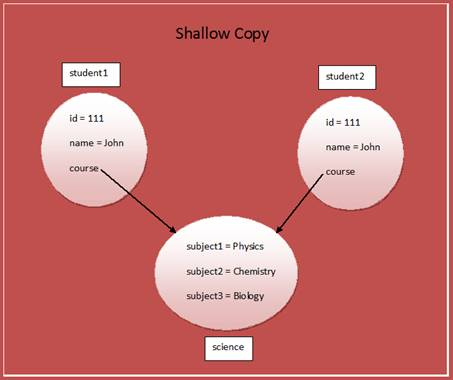 Shallow Copy
student1
student2
id = 111
name = John
course
id = 111
name = John
course
subject1 = Physics
subject2 = Chemistry
subject3 = Biology
science